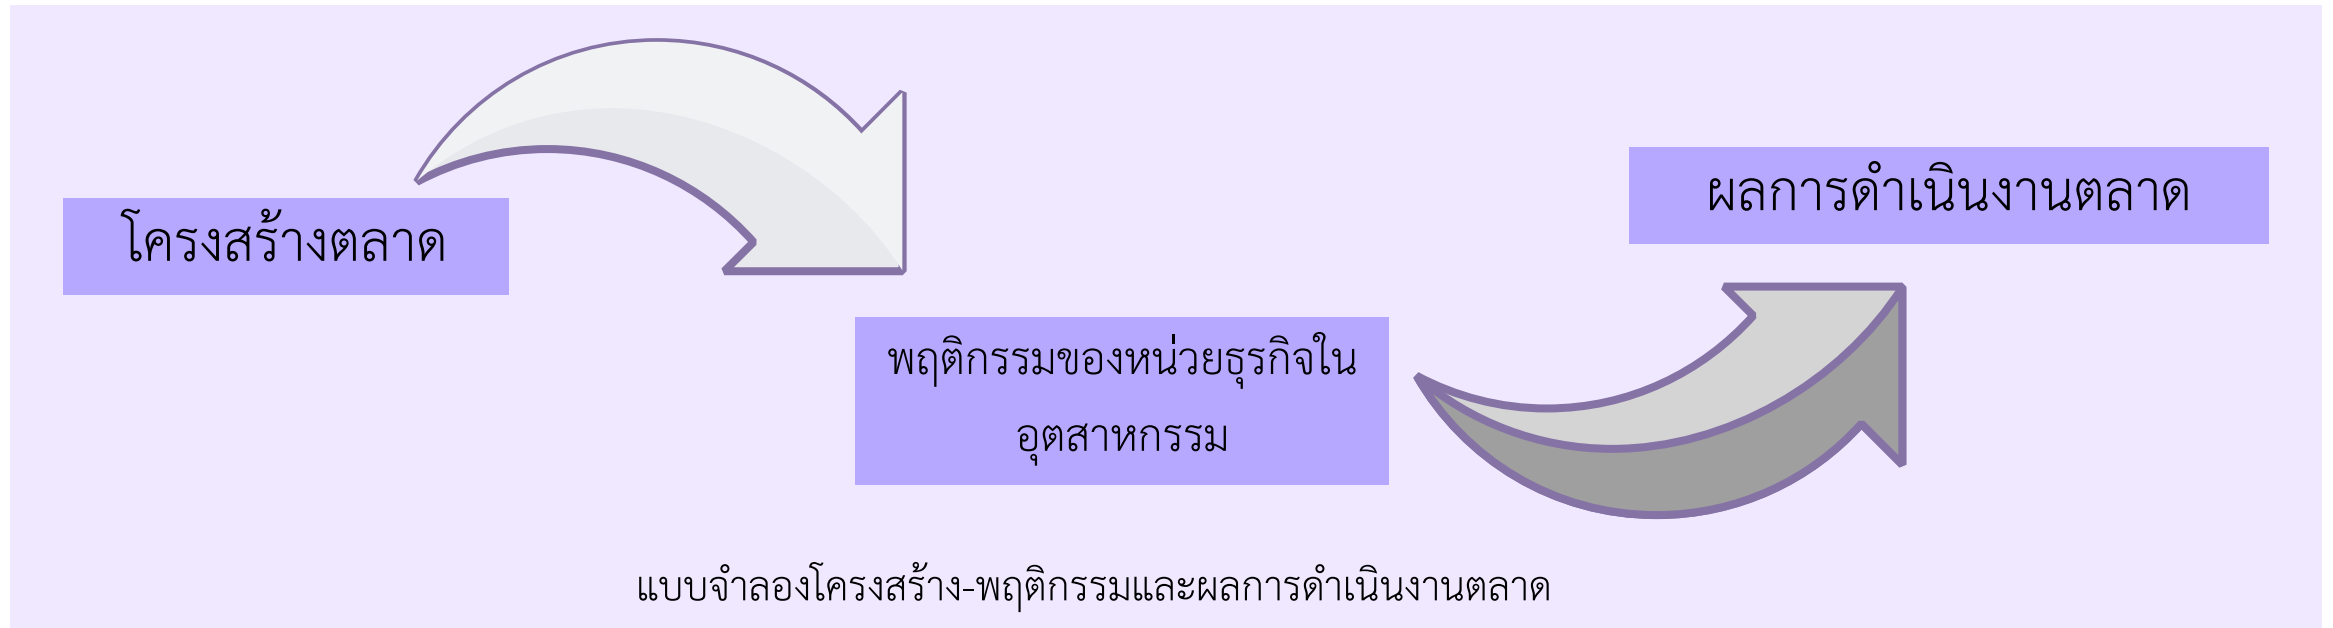 โครงสร้างตลาด
ผลการดำเนินงานตลาด
พฤติกรรมของหน่วยธุรกิจใน
อุตสาหกรรม
แบบจำลองโครงสร้าง-พฤติกรรมและผลการดำเนินงานตลาด